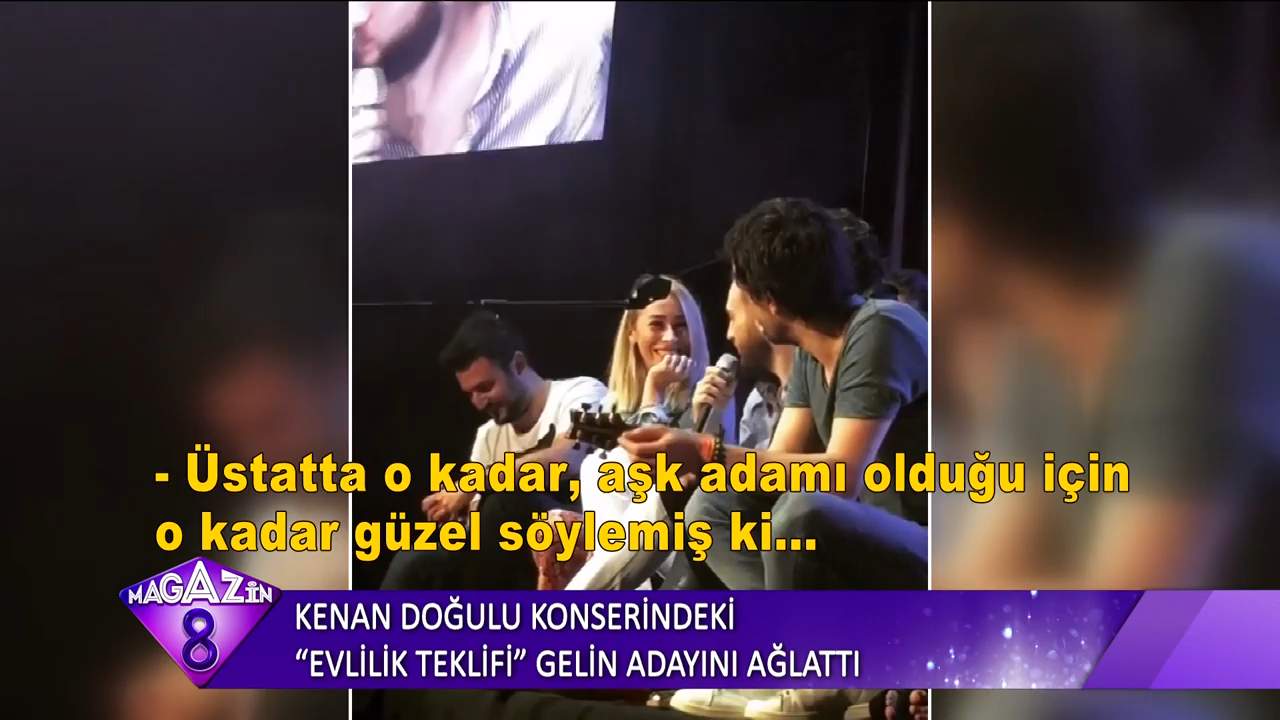 - Üstatta o kadar, aşk adamı olduğu için
o kadar güzel söylemiş ki...
MAGAZİN
8
KENAN DOĞULU KONSERİNDEKİ
“EVLİLİK TEKLİFİ” GELİN ADAYINI AĞLATTI